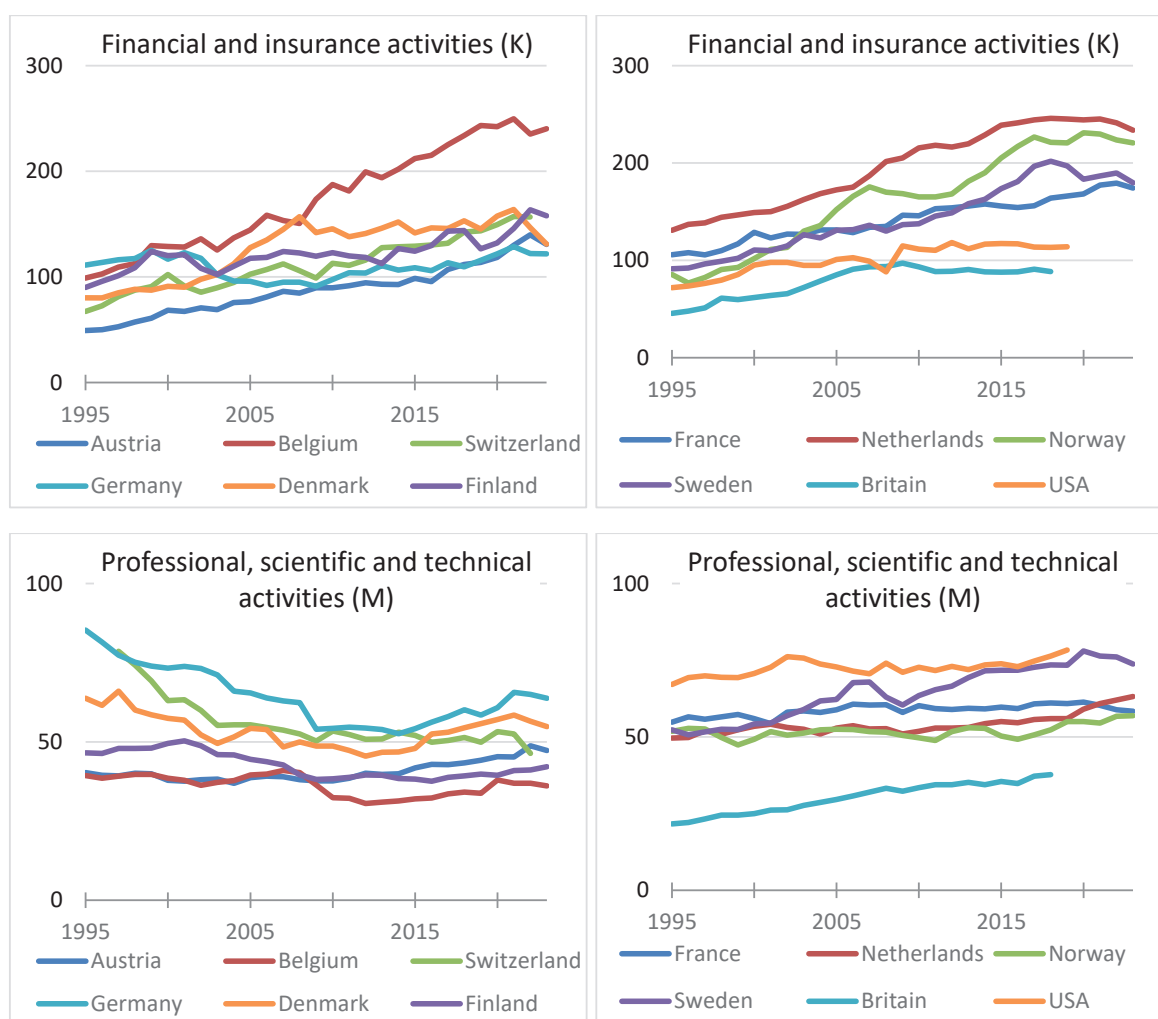 Financial and insurance activities (K)
300
200
100
0
1995 2005 2015
Austria Belgium Switzerland
Germany Denmark Finland
Financial and insurance activities (K)
300
200
100
0
1995 2005 2015
France Netherlands Norway
Sweden Britain USA
Professional, scientific and technical
activities (M)
100
50
0
1995 2005 2015
Austria Belgium Switzerland
Germany Denmark Finland
Professional, scientific and technical
activities (M)
100
50
0
1995 2005 2015
France Netherlands Norway
Sweden Britain USA